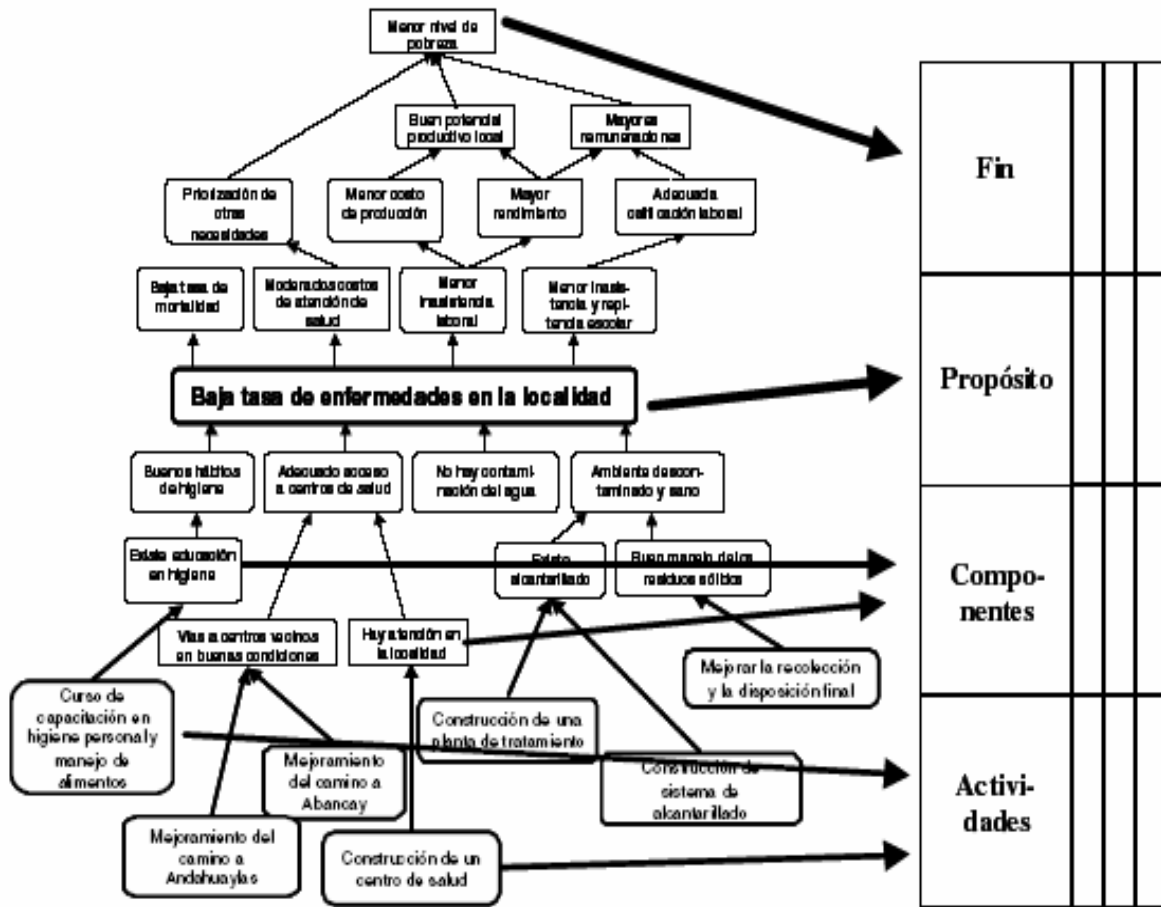 Menor nivel de
pobreza
Buen potencial
productivo local
Mayores
remuneraciones
Fin
Priorización de
otras
necesidades
Menor costo
de producción
Mayor
rendimiento
Adecuada
calificación laboral
Baja tasa de
mortalidad
Moderados costos
de atención de
salud
Menor
inasistencia
laboral
Menor inasis-
tencia y repi-
tencia escolar
Propósito
Baja tasa de enfermedades en la localidad
Buenos hábitos
de higiene
Adecuado acceso
a centros de salud
No hay contami-
nación del agua
Ambiente descon-
taminado y sano
Existe educación
en higiene
Existe
alcantarillado
Buen manejo de los
residuos sólidos
Compo-
nentes
Vías a centros vecinos
en buenas condiciones
Hay atención en
la localidad
Mejorar la recolección
y la disposición final
Curso de
capacitación en
higiene personal y
manejo de
alimentos
Construcción de una
planta de tratamiento
Mejoramiento
del camino a
Abancay
Construcción de
sistema de
alcantarillado
Activi-
dades
Mejoramiento del
camino a
Andahuaylas
Construcción de un
centro de salud